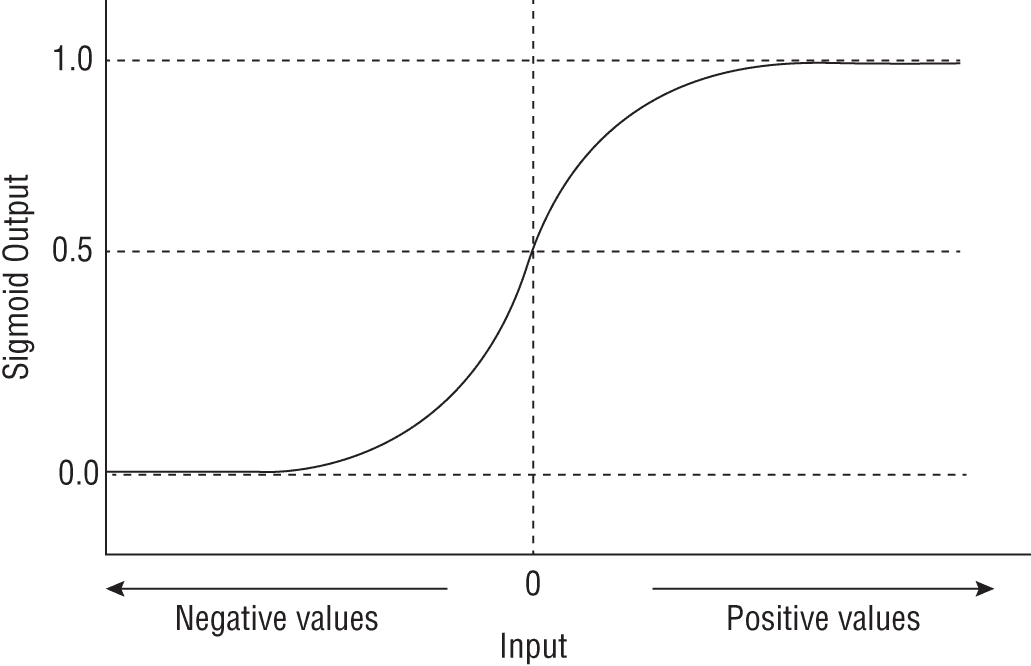 Sigmoid Output
1.0
0.5
0.0
0
Negative values
Positive values
Input